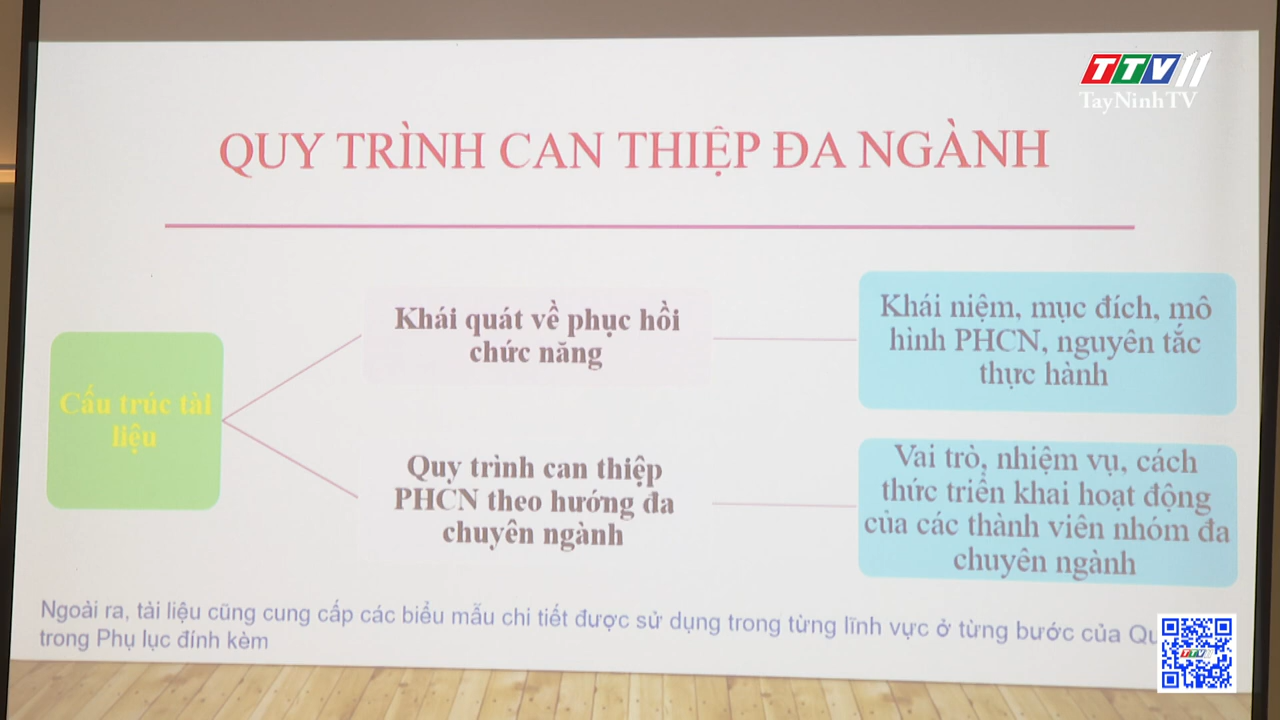 TTV11
TayNinhTV
QUY TRÌNH CAN THIỆP ĐA NGÀNH
Cấu trúc tài
liệu
Khái quát về phục hồi
chức năng
Khái niệm, mục đích, mô
hình PHCN, nguyên tắc
thực hành
Quy trình can thiệp
PHCN theo hướng đa
chuyên ngành
Vai trò, nhiệm vụ, cách
thức triển khai hoạt động
của các thành viên nhóm đa
chuyên ngành
Ngoài ra, tài liệu cũng cung cấp các biểu mẫu chi tiết được sử dụng trong từng lĩnh vực ở từng bước của
trong Phụ lục đính kèm
TTV